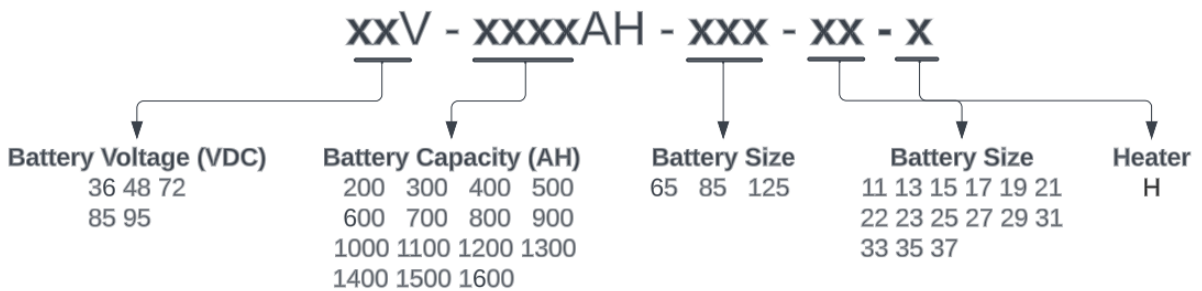 xxV - xxxxAH - xxx - xx - x
Battery Voltage (VDC)
36 48 72
85 95
Battery Capacity (AH)
200 300 400 500
600 700 800 900
1000 1100 1200 1300
1400 1500 1600
Battery Size
65 85 125
Battery Size
11 13 15 17 19 21
22 23 25 27 29 31
33 35 37
Heater
H